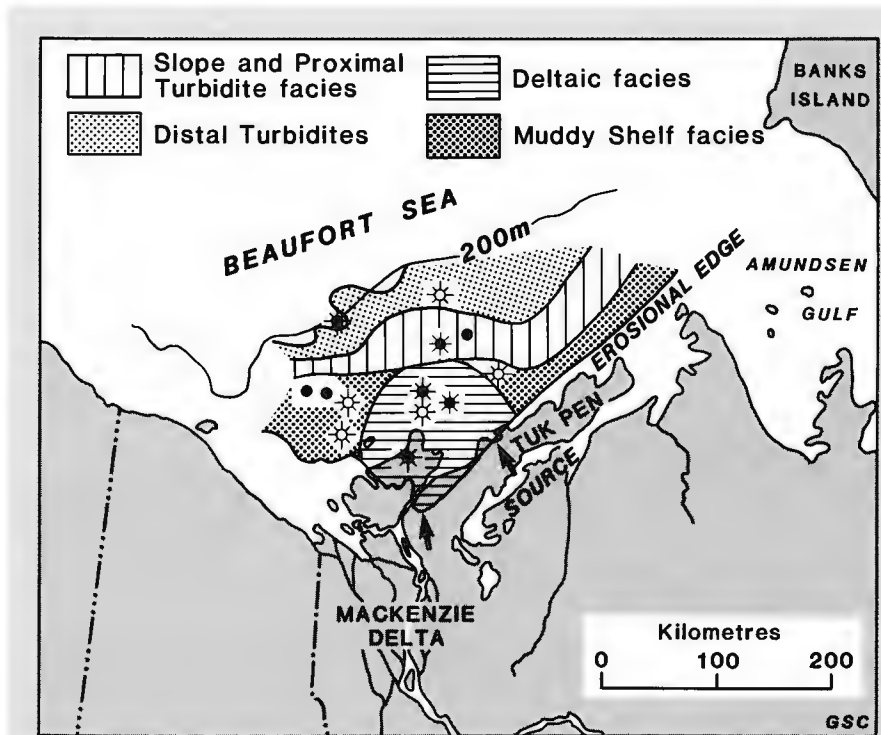 Slope and Proximal
Turbidite facies
Deltaic facies
BANKS
ISLAND
Distal Turbidites
Muddy Shelf facies
BEAUFORT SEA
200m
EROSIONAL EDGE
AMUNDSEN
GULF
TUK PEN
SOURCE
MACKENZIE
DELTA
Kilometres
0 100 200
GSC